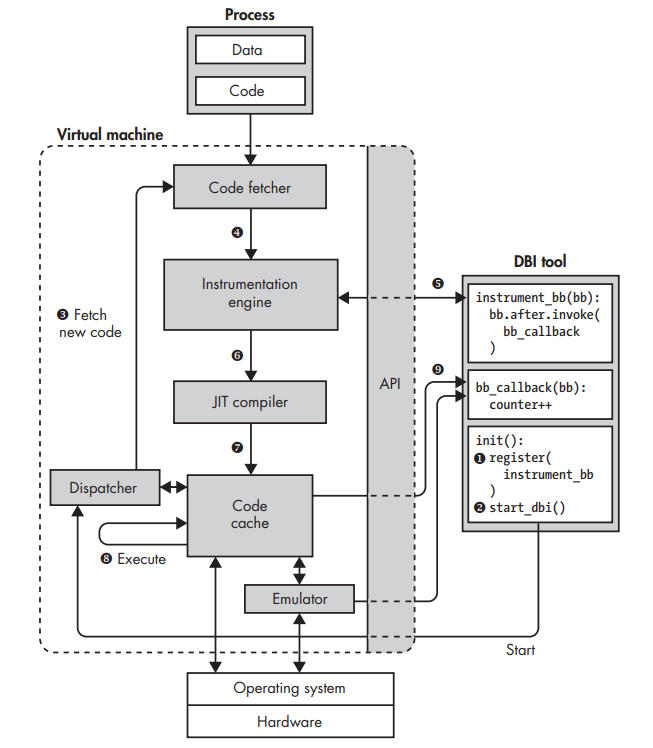 Process
Data
Code
Virtual machine
Code fetcher
❹
DBI tool
Instrumentation
engine
❺
instrument_bb(bb):
bb.after.invoke(
bb_callback
)
❸ Fetch
new code
❻
API
❾
bb_callback(bb):
counter++
JIT compiler
❼
init():
❶ register(
instrument_bb
)
❷ start_dbi()
Dispatcher
Code
cache
❽ Execute
Emulator
Start
Operating system
Hardware